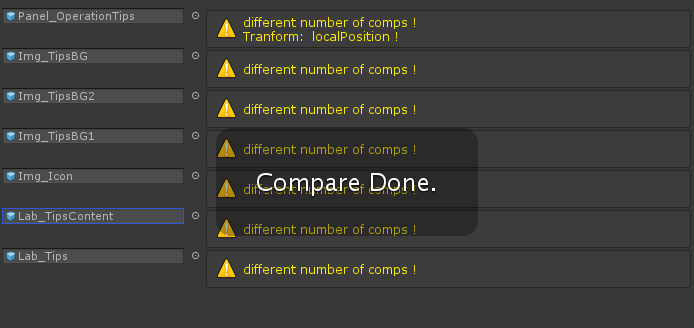 Panel_OperationTips
different number of comps !
Tranform: localPosition !
Img_TipsBG
different number of comps !
Img_TipsBG2
different number of comps !
Img_TipsBG1
different number of comps !
Img_Icon
different number of comps !
Compare Done.
Lab_TipsContent
different number of comps !
Lab_Tips
different number of comps !